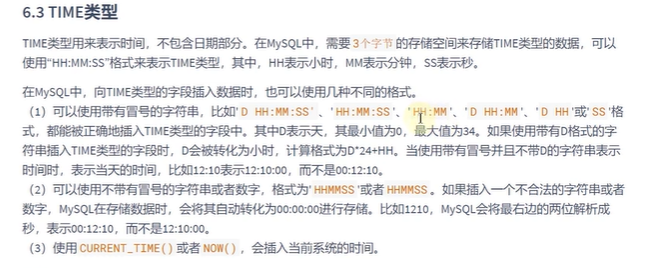 6.3 TIME类型
TIME类型用来表示时间，不包含日期部分。在MySQL中，需要 3个字节 的存储空间来存储TIME类型的数据，可以
使用“HH:MM:SS”格式来表示TIME类型，其中，HH表示小时，MM表示分钟，SS表示秒。
在MySQL中，向TIME类型的字段插入数据时，也可以使用几种不同的格式。
（1）可以使用带有冒号的字符串，比如' D HH:MM:SS' 、' HH:MM:SS '、' HH:MM '、' D HH:MM '、' D HH '或' SS '格
式，都能被正确地插入TIME类型的字段中。其中D表示天，其最小值为0，最大值为34。如果使用带有D格式的字
符串插入TIME类型的字段时，D会被转化为小时，计算格式为D*24+HH。当使用带有冒号并且不带D的字符串表示
时间时，表示当天的时间，比如12:10表示12:10:00，而不是00:12:10。
（2）可以使用不带有冒号的字符串或者数字，格式为' HHMMSS '或者 HHMMSS 。如果插入一个不合法的字符串或者
数字，MySQL在存储数据时，会将其自动转化为00:00:00进行存储。比如1210，MySQL会将最右边的两位解析成
秒，表示00:12:10，而不是12:10:00。
（3）使用 CURRENT_TIME() 或者 NOW() ，会插入当前系统的时间。